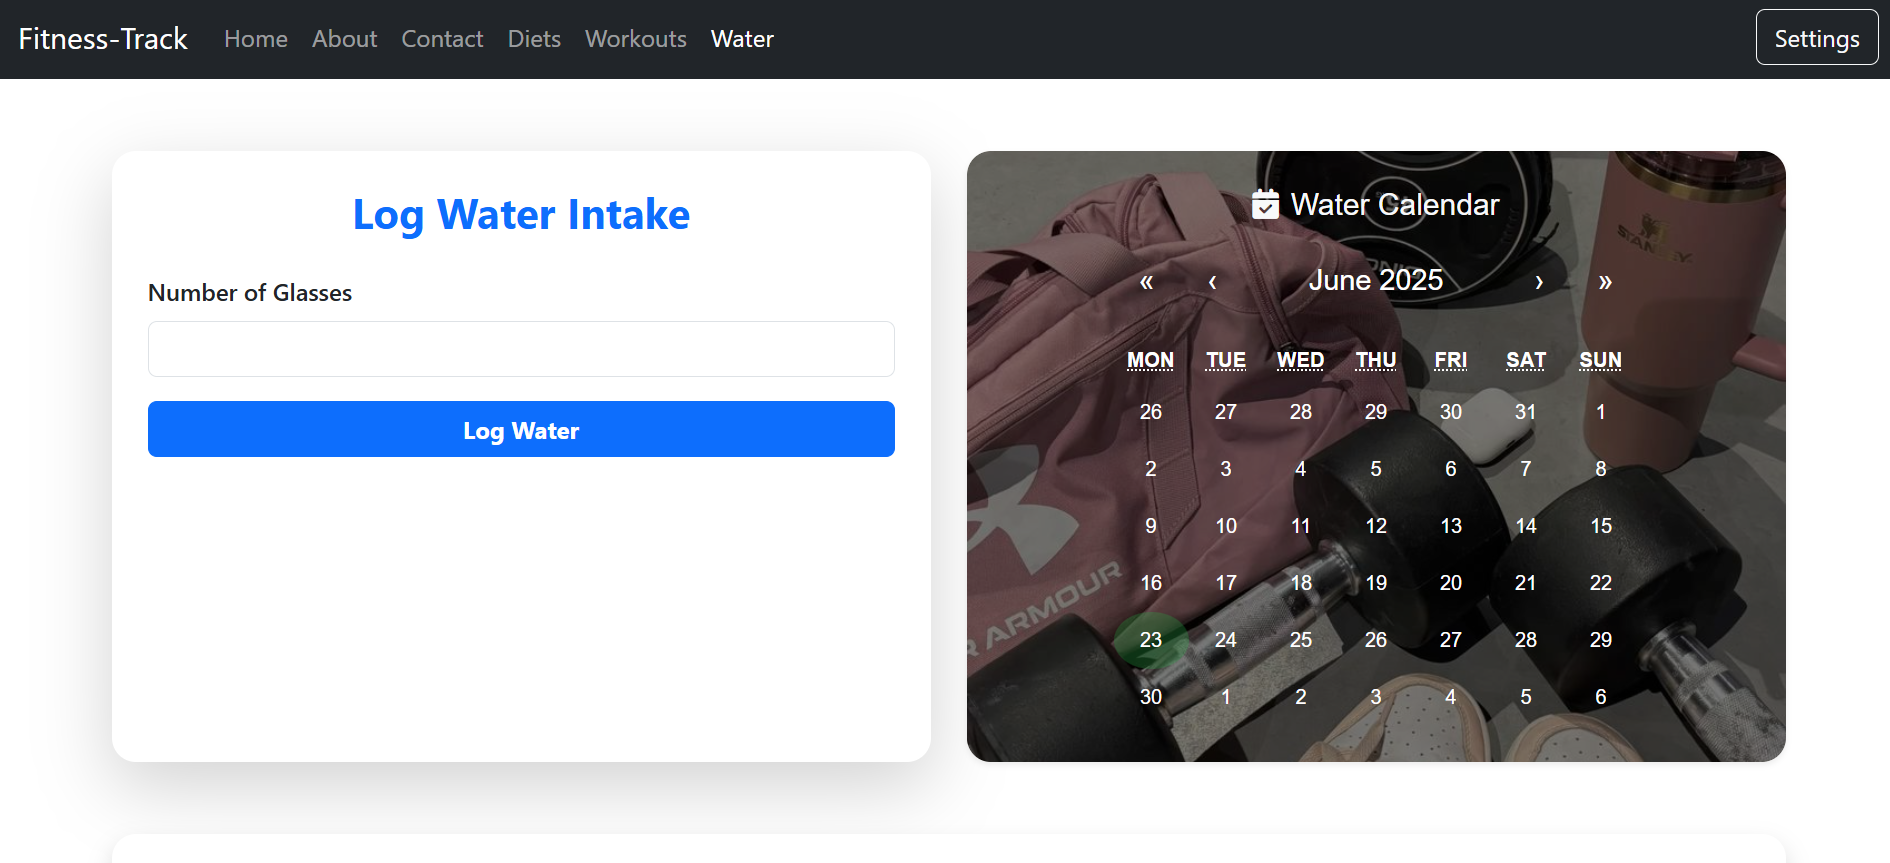 Fitness-Track Home About Contact Diets Workouts Water Settings
Log Water Intake
Number of Glasses
Log Water
Water Calendar
« ‹ June 2025 › »
MON TUE WED THU FRI SAT SUN
26 27 28 29 30 31 1
2 3 4 5 6 7 8
9 10 11 12 13 14 15
16 17 18 19 20 21 22
23 24 25 26 27 28 29
30 1 2 3 4 5 6
STANLEY
ARMOUR